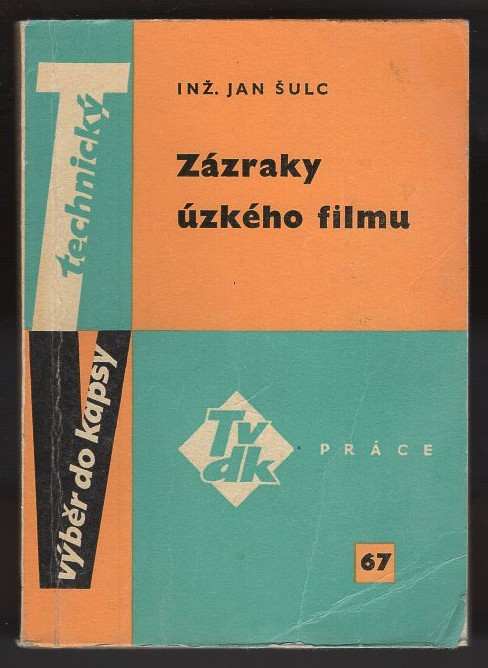 INŽ. JAN ŠULC
Zázraky
úzkého filmu
technický
výběr do kapsy
Tv
dk
PRÁCE
67